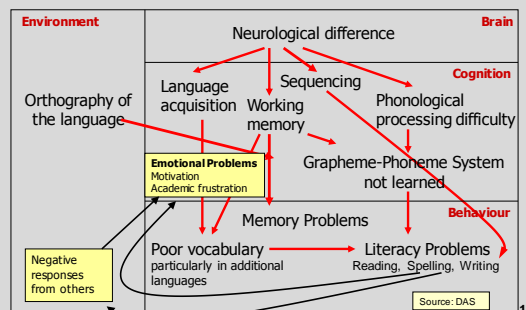 Environment
Brain
Neurological difference
Cognition
Language
acquisition
Sequencing
Working
memory
Phonological
processing difficulty
Orthography of
the language
Emotional Problems
Motivation
Academic frustration
Grapheme-Phoneme System
not learned
Behaviour
Memory Problems
Poor vocabulary
particularly in additional
languages
Literacy Problems
Reading, Spelling, Writing
Negative
responses
from others
Source: DAS
1